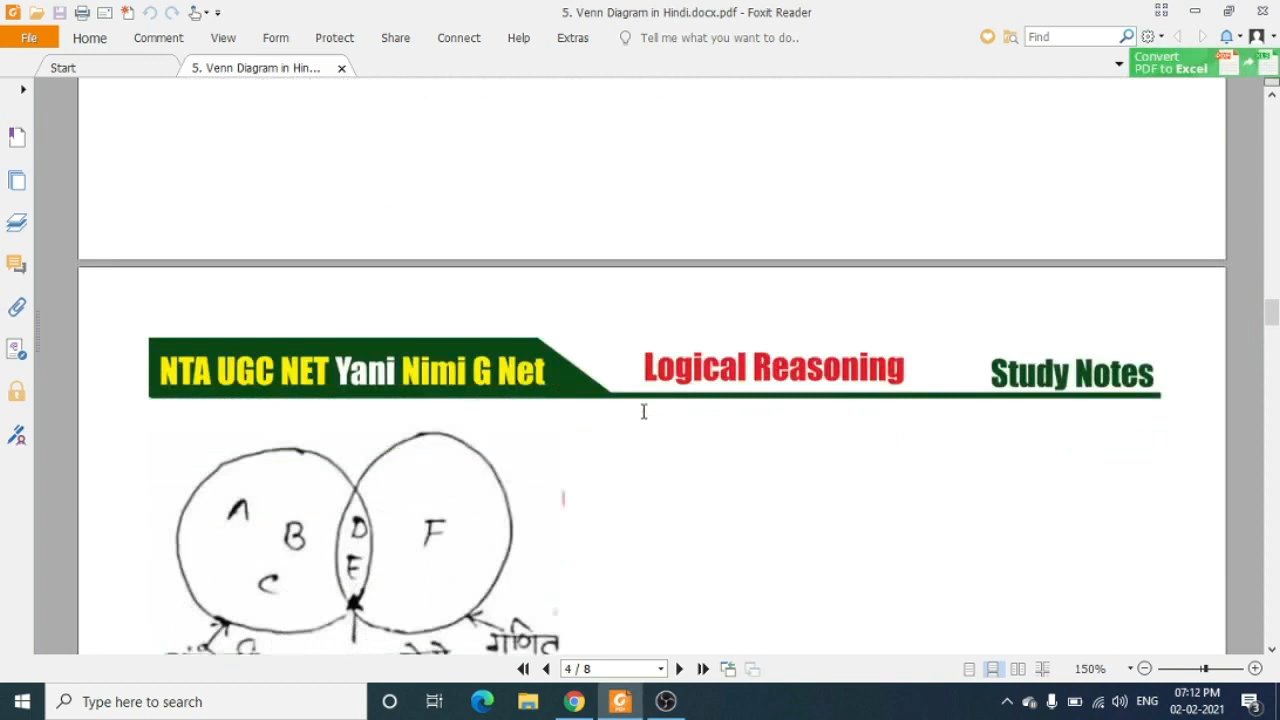 5. Venn Diagram in Hindi.docx.pdf - Foxit Reader
File Home Comment View Form Protect Share Connect Help Extras Tell me what you want to do.. Find
Start 5. Venn Diagram in Hin... Convert PDF to Excel
NTA UGC NET Yani Nimi G Net Logical Reasoning Study Notes
A
B
C
D
E
F
गणित
4 / 8 150%
Type here to search
ENG 07:12 PM
02-02-2021
3